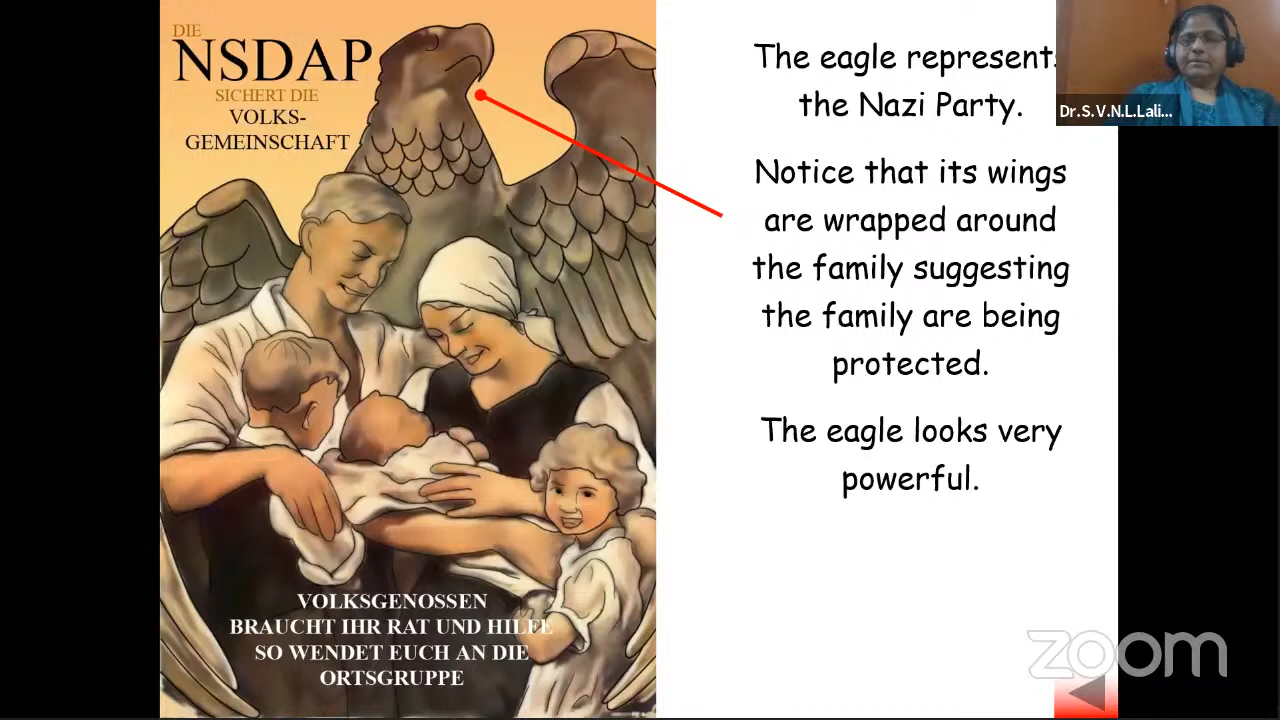 DIE
NSDAP
SICHERT DIE
VOLKS-
GEMEINSCHAFT
VOLKSGENOSSEN
BRAUCHT IHR RAT UND HILFE
SO WENDET EUCH AN DIE
ORTSGRUPPE
The eagle represents
the Nazi Party.
Notice that its wings
are wrapped around
the family suggesting
the family are being
protected.
The eagle looks very
powerful.
Dr.S.V.N.L.Lali...
zoom